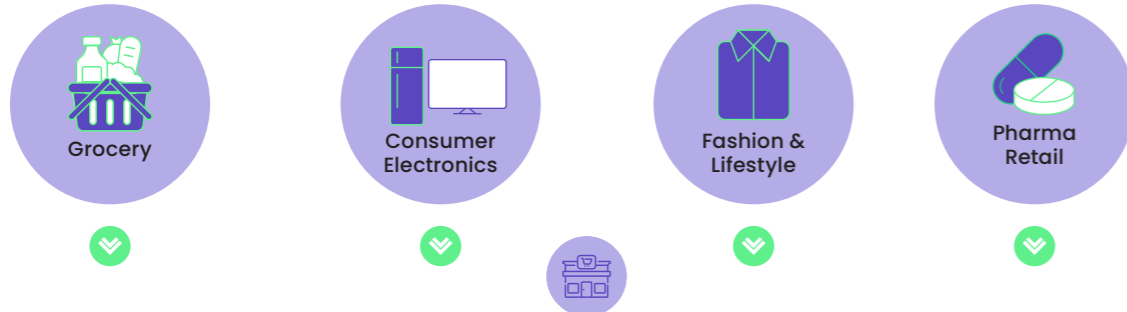 Grocery
Consumer
Electronics
Fashion &
Lifestyle
Pharma
Retail